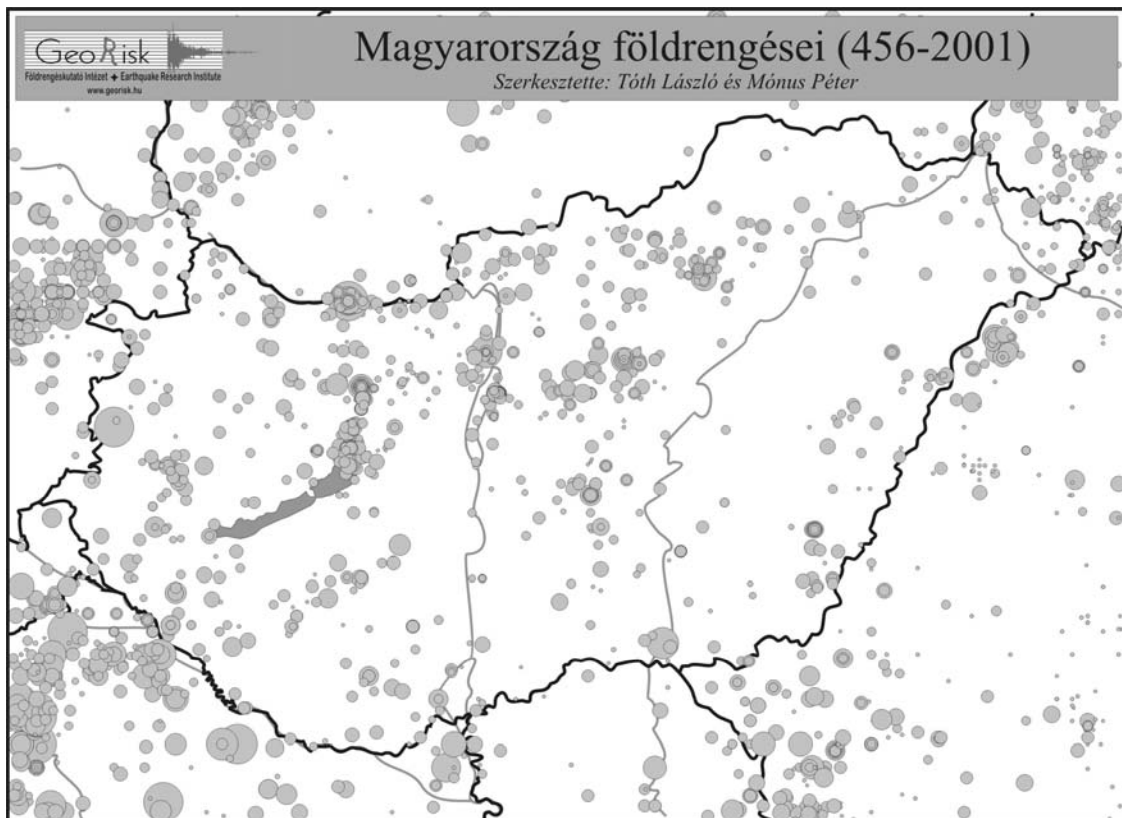 GeoRisk
Földrengéskutató Intézet ✦ Earthquake Research Institute
www.georisk.hu
Magyarország földrengései (456-2001)
Szerkesztette: Tóth László és Mónus Péter